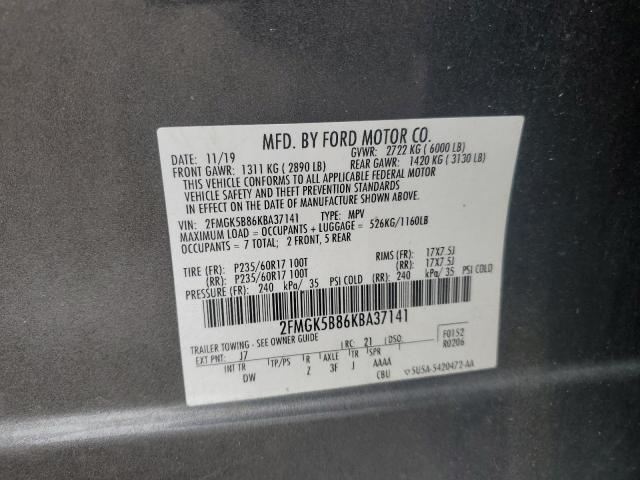 MFD. BY FORD MOTOR CO.
DATE: 11/19 GVWR: 2722 KG ( 6000 LB)
FRONT GAWR: 1311 KG ( 2890 LB) REAR GAWR: 1420 KG ( 3130 LB)
THIS VEHICLE CONFORMS TO ALL APPLICABLE FEDERAL MOTOR
VEHICLE SAFETY AND THEFT PREVENTION STANDARDS
IN EFFECT ON THE DATE OF MANUFACTURE SHOWN ABOVE.
VIN: 2FMGK5B86KBA37141 TYPE: MPV
MAXIMUM LOAD = OCCUPANTS + LUGGAGE = 526KG/1160LB
OCCUPANTS = 7 TOTAL; 2 FRONT, 5 REAR
TIRE (FR): P235/60R17 100T RIMS (FR): 17X7.5J
(RR): P235/60R17 100T (RR): 17X7.5J
PRESSURE (FR): 240 kPa/ 35 PSI COLD (RR): 240 kPa/ 35 PSI COLD
2FMGK5B86KBA37141
TRAILER TOWING - SEE OWNER GUIDE
EXT PNT: J7 RC: 21 DSO: F0152
R0206
INT TR TP/PS R AXLE TR SPR
DW Z 3F J AAAA
CBU 5U5A-5420472-AA